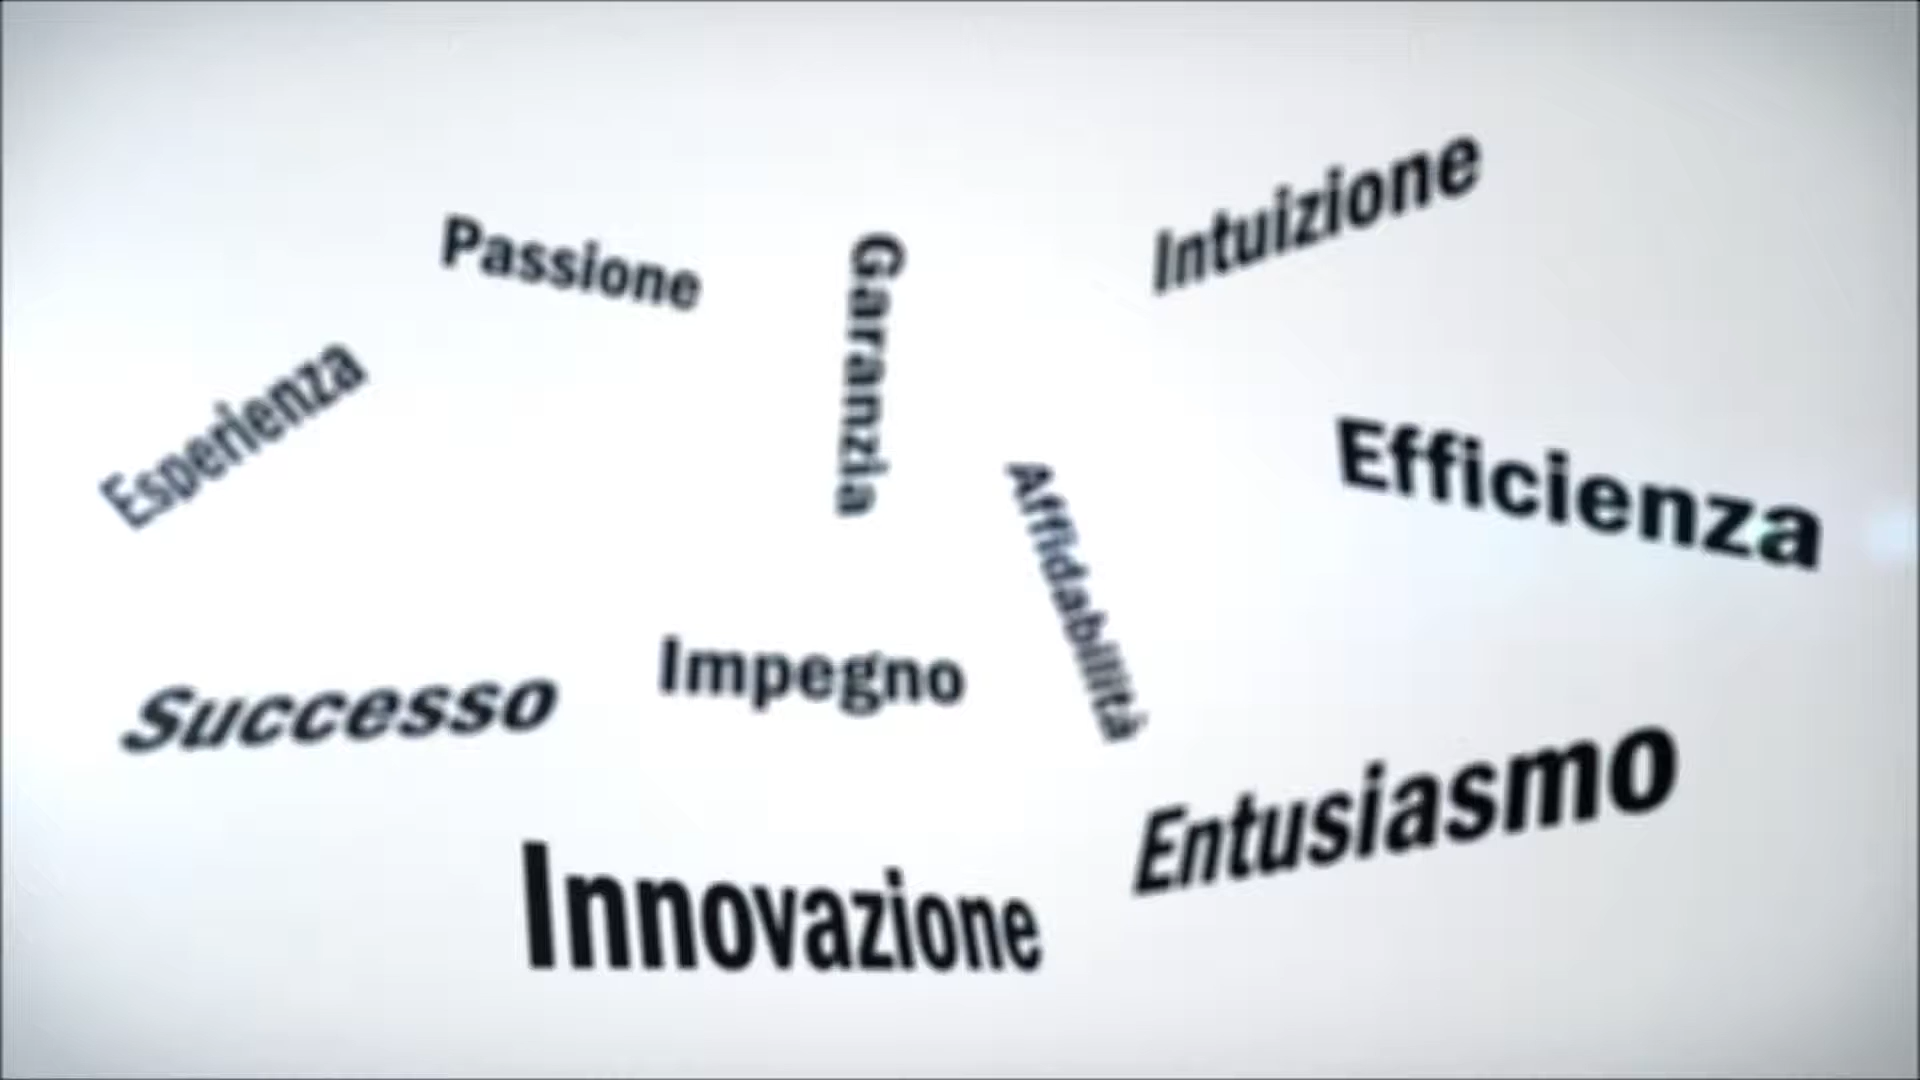 Intuizione
Passione
Garanzia
Esperienza
Efficienza
Affidabilità
Impegno
Successo
Entusiasmo
Innovazione